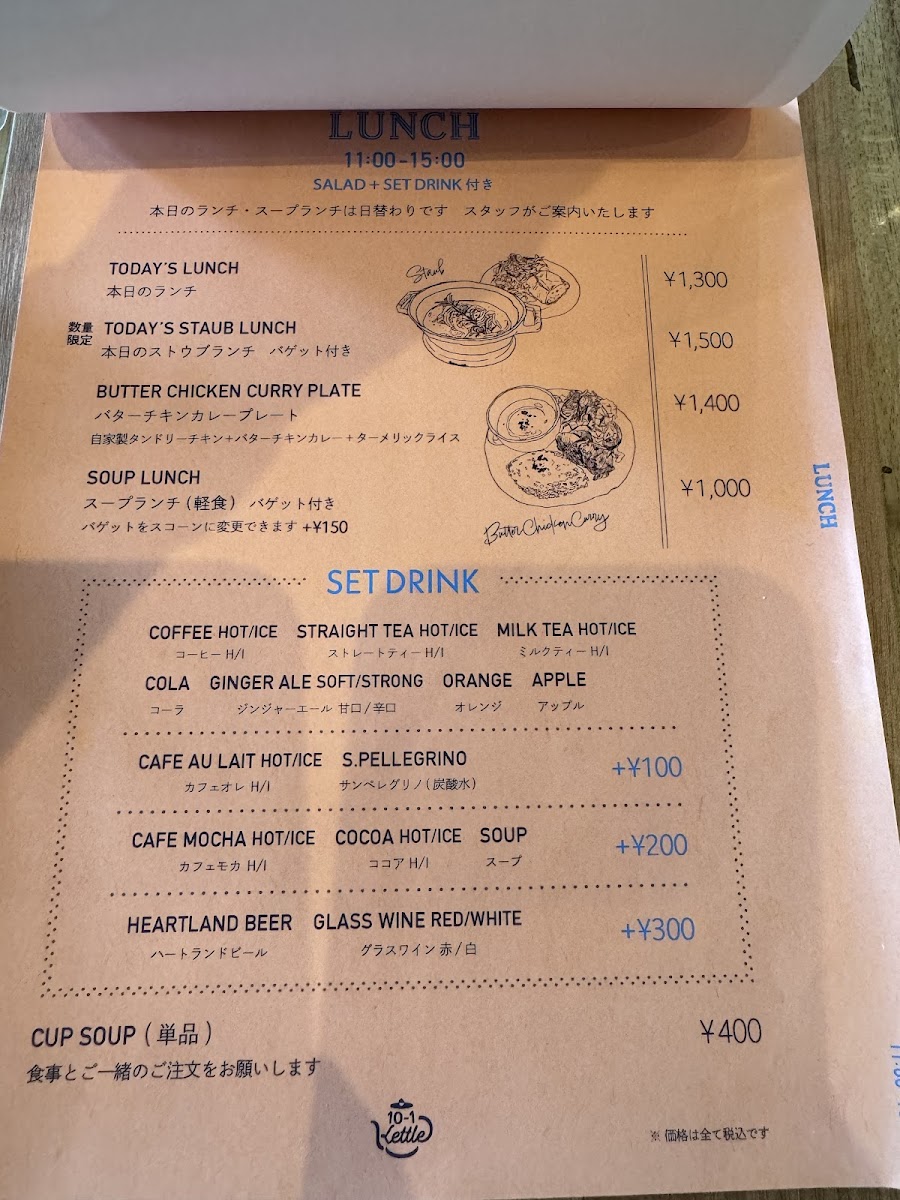 LUNCH
11:00-15:00
SALAD + SET DRINK 付き
本日のランチ・スープランチは日替わりです スタッフがご案内いたします
TODAY'S LUNCH ¥1,300
本日のランチ
Staub
数量限定 TODAY'S STAUB LUNCH ¥1,500
本日のストウブランチ バゲット付き
BUTTER CHICKEN CURRY PLATE ¥1,400
バターチキンカレープレート
自家製タンドリーチキン+バターチキンカレー+ターメリックライス
SOUP LUNCH ¥1,000
スープランチ(軽食) バゲット付き
バゲットをスコーンに変更できます +¥150
Butter Chicken Curry
LUNCH
SET DRINK
COFFEE HOT/ICE STRAIGHT TEA HOT/ICE MILK TEA HOT/ICE
コーヒー H/I ストレートティー H/I ミルクティー H/I
COLA GINGER ALE SOFT/STRONG ORANGE APPLE
コーラ ジンジャーエール 甘口/辛口 オレンジ アップル
CAFE AU LAIT HOT/ICE S.PELLEGRINO +¥100
カフェオレ H/I サンペレグリノ(炭酸水)
CAFE MOCHA HOT/ICE COCOA HOT/ICE SOUP +¥200
カフェモカ H/I ココア H/I スープ
HEARTLAND BEER GLASS WINE RED/WHITE +¥300
ハートランドビール グラスワイン 赤/白
CUP SOUP (単品) ¥400
食事とご一緒のご注文をお願いします
10-1
Kettle
※ 価格は全て税込です